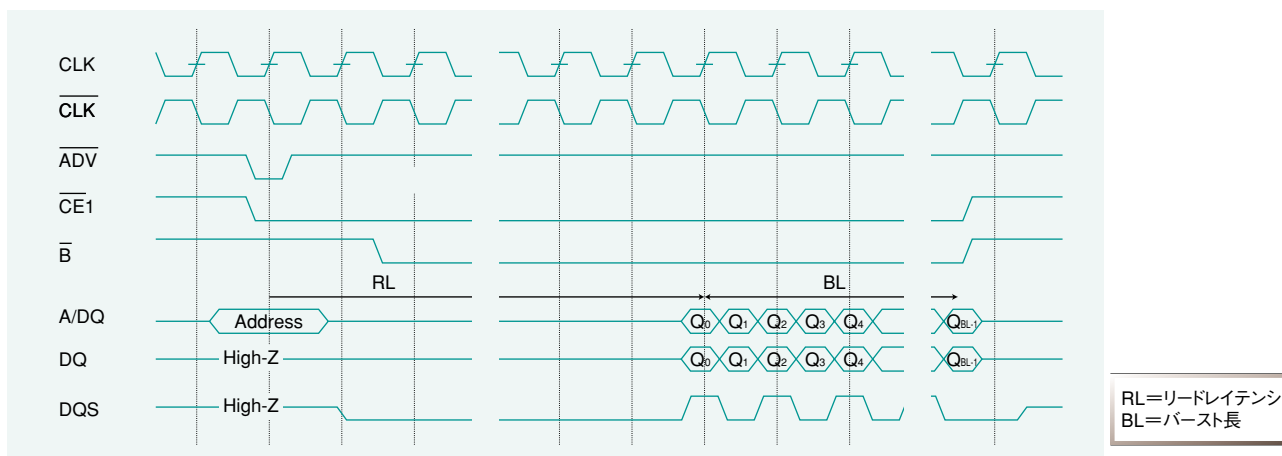 CLK
CLK
ADV
CE1
B
RL
BL
A/DQ
Address
Q0 Q1 Q2 Q3 Q4 QBL-1
DQ
High-Z
Q0 Q1 Q2 Q3 Q4 QBL-1
DQS
High-Z
RL=リードレイテンシ
BL=バースト長